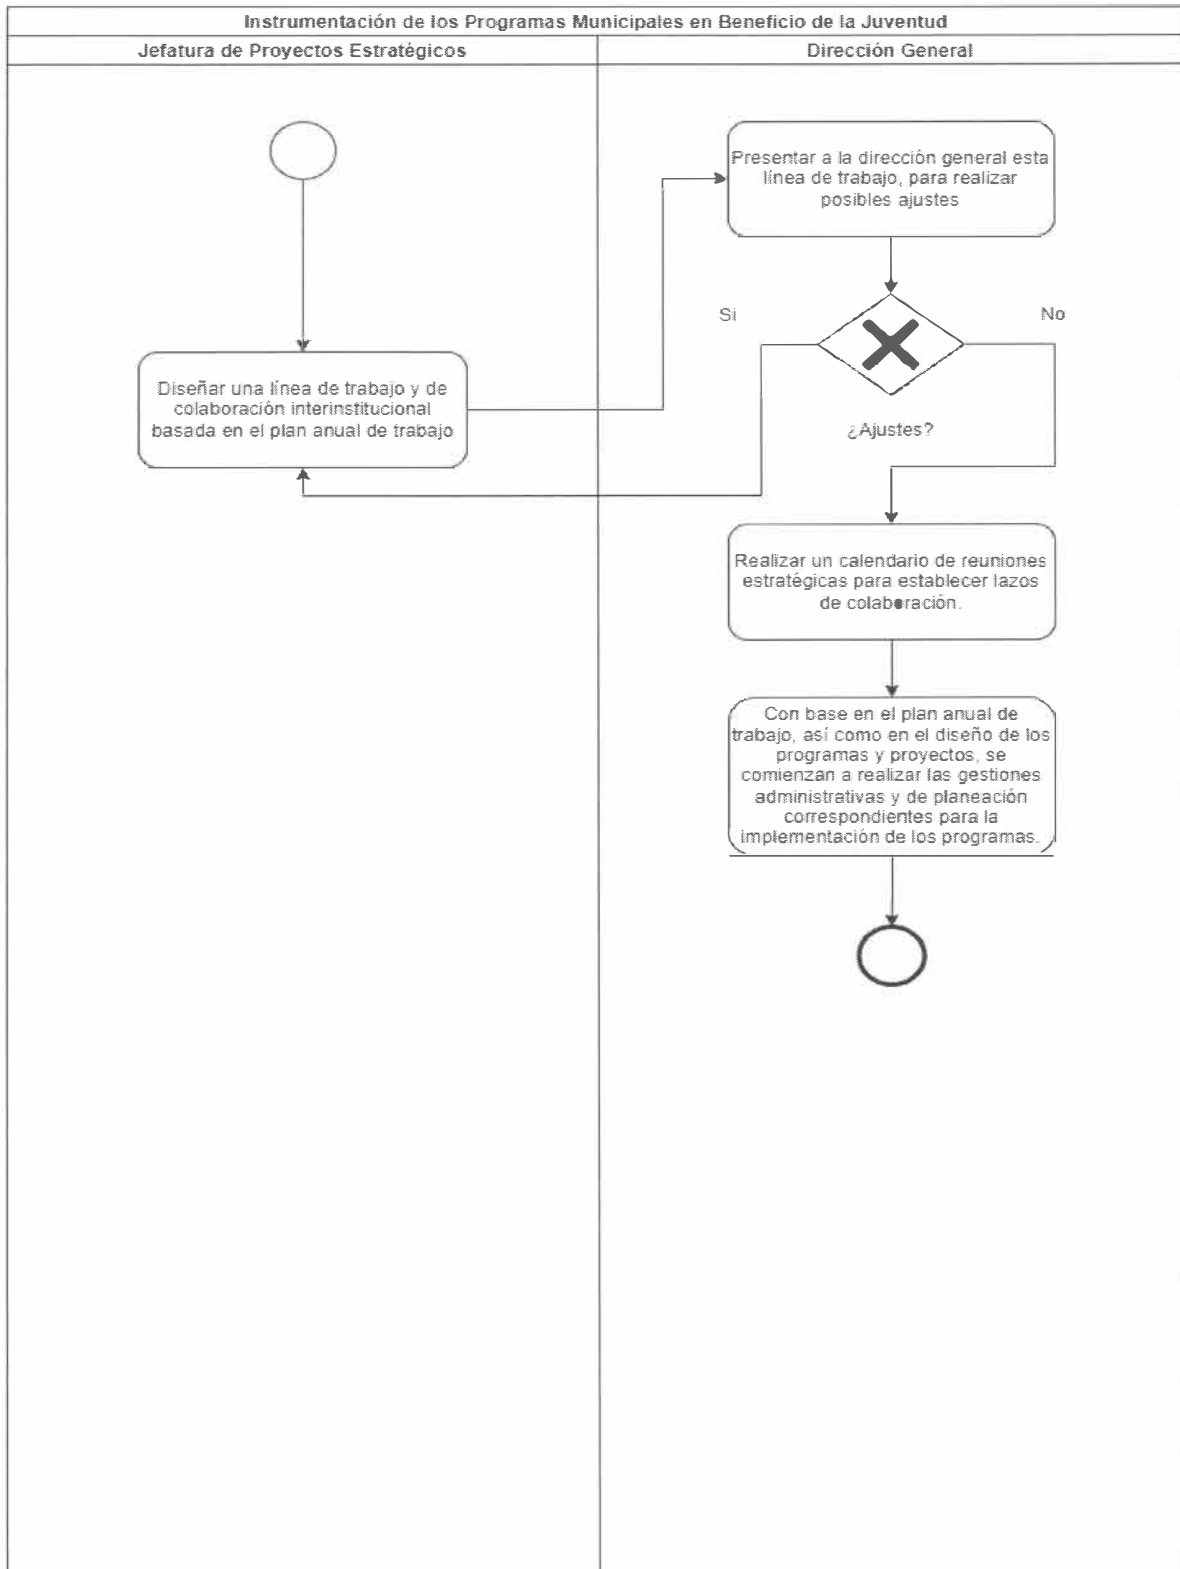 Instrumentación de los Programas Municipales en Beneficio de la Juventud
Jefatura de Proyectos Estratégicos
Dirección General
Presentar a la dirección general esta
línea de trabajo, para realizar
posibles ajustes
Si
No
¿Ajustes?
Diseñar una línea de trabajo y de
colaboración interinstitucional
basada en el plan anual de trabajo
Realizar un calendario de reuniones
estratégicas para establecer lazos
de colaboración.
Con base en el plan anual de
trabajo, así como en el diseño de los
programas y proyectos, se
comienzan a realizar las gestiones
administrativas y de planeación
correspondientes para la
implementación de los programas.